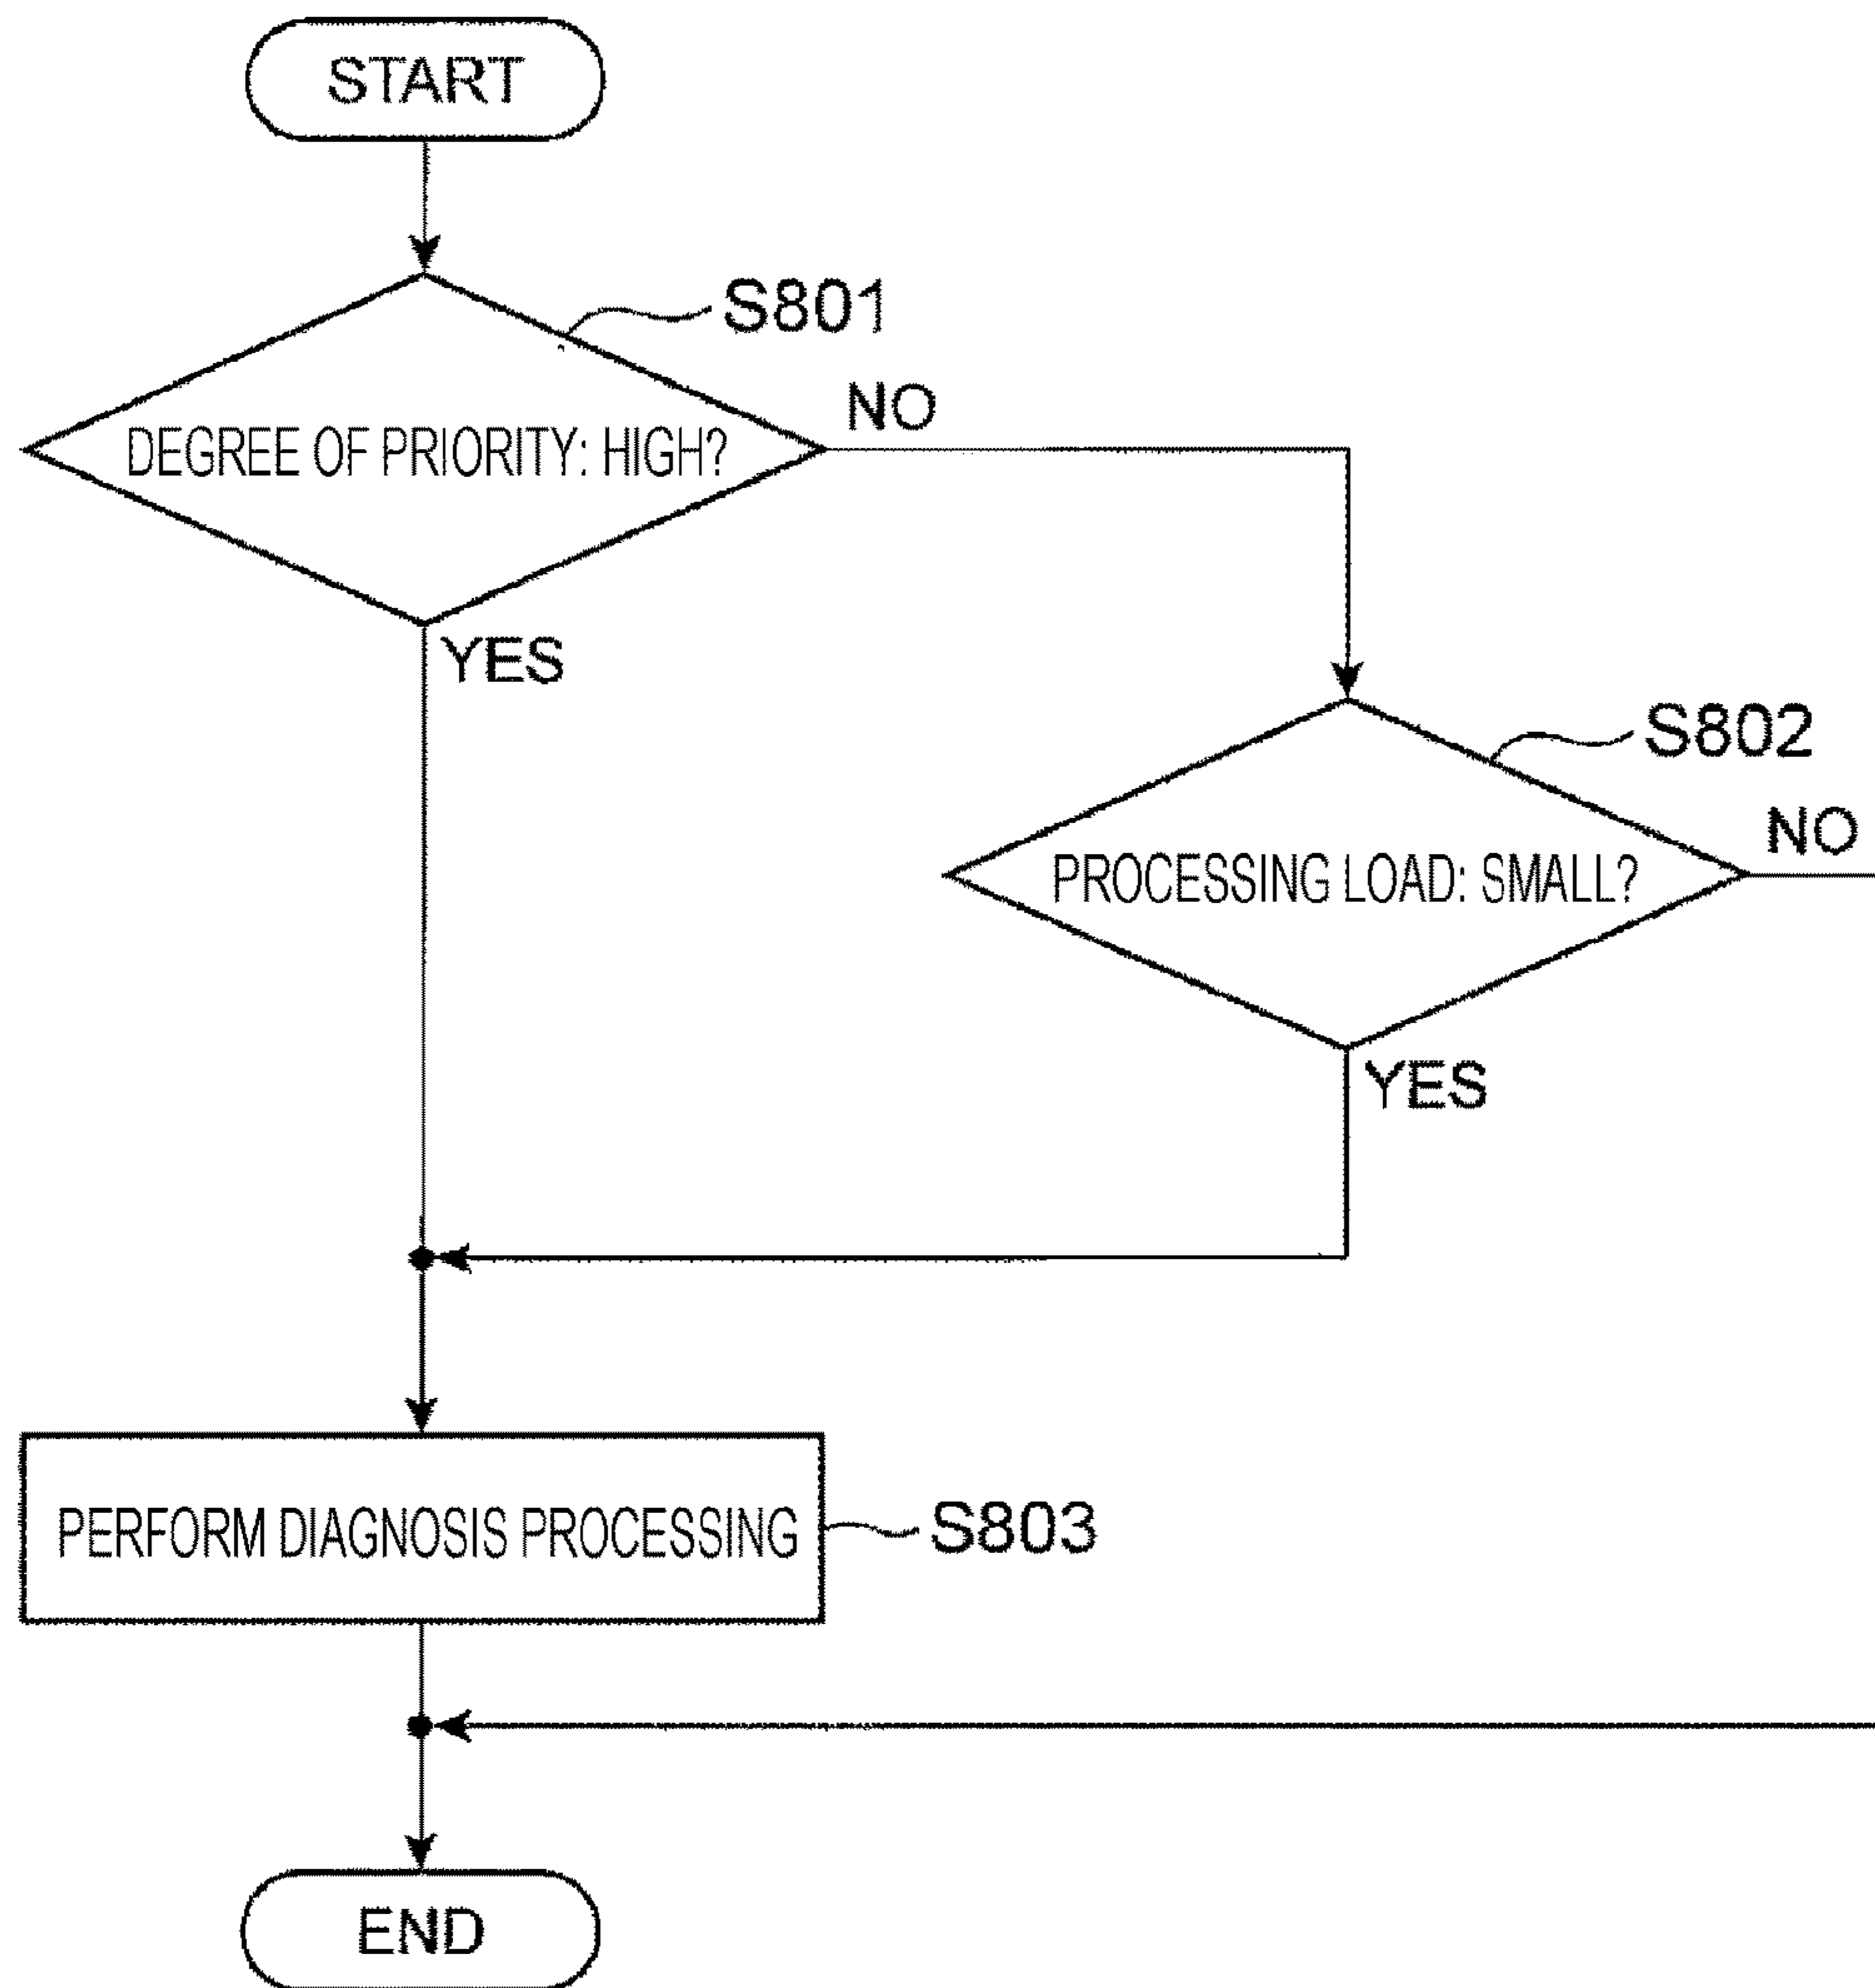 START
S801
NO
DEGREE OF PRIORITY: HIGH?
YES
S802
NO
PROCESSING LOAD: SMALL?
YES
PERFORM DIAGNOSIS PROCESSING
S803
END